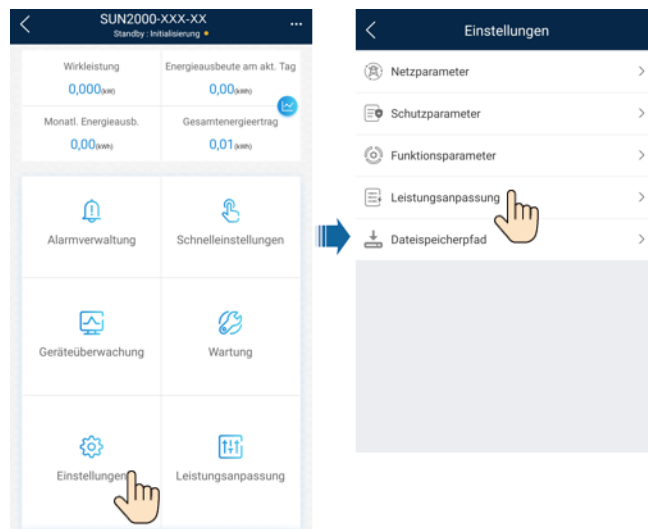 SUN2000-XXX-XX
Standby : Initialisierung
Wirkleistung
Energieausbeute am akt. Tag
0,000(kW)
0,00(kWh)
Monatl. Energieausb.
Gesamtenergieertrag
0,00(kWh)
0,01(kWh)
Alarmverwaltung
Schnelleinstellungen
Geräteüberwachung
Wartung
Einstellungen
Leistungsanpassung
Einstellungen
Netzparameter
Schutzparameter
Funktionsparameter
Leistungsanpassung
Dateispeicherpfad